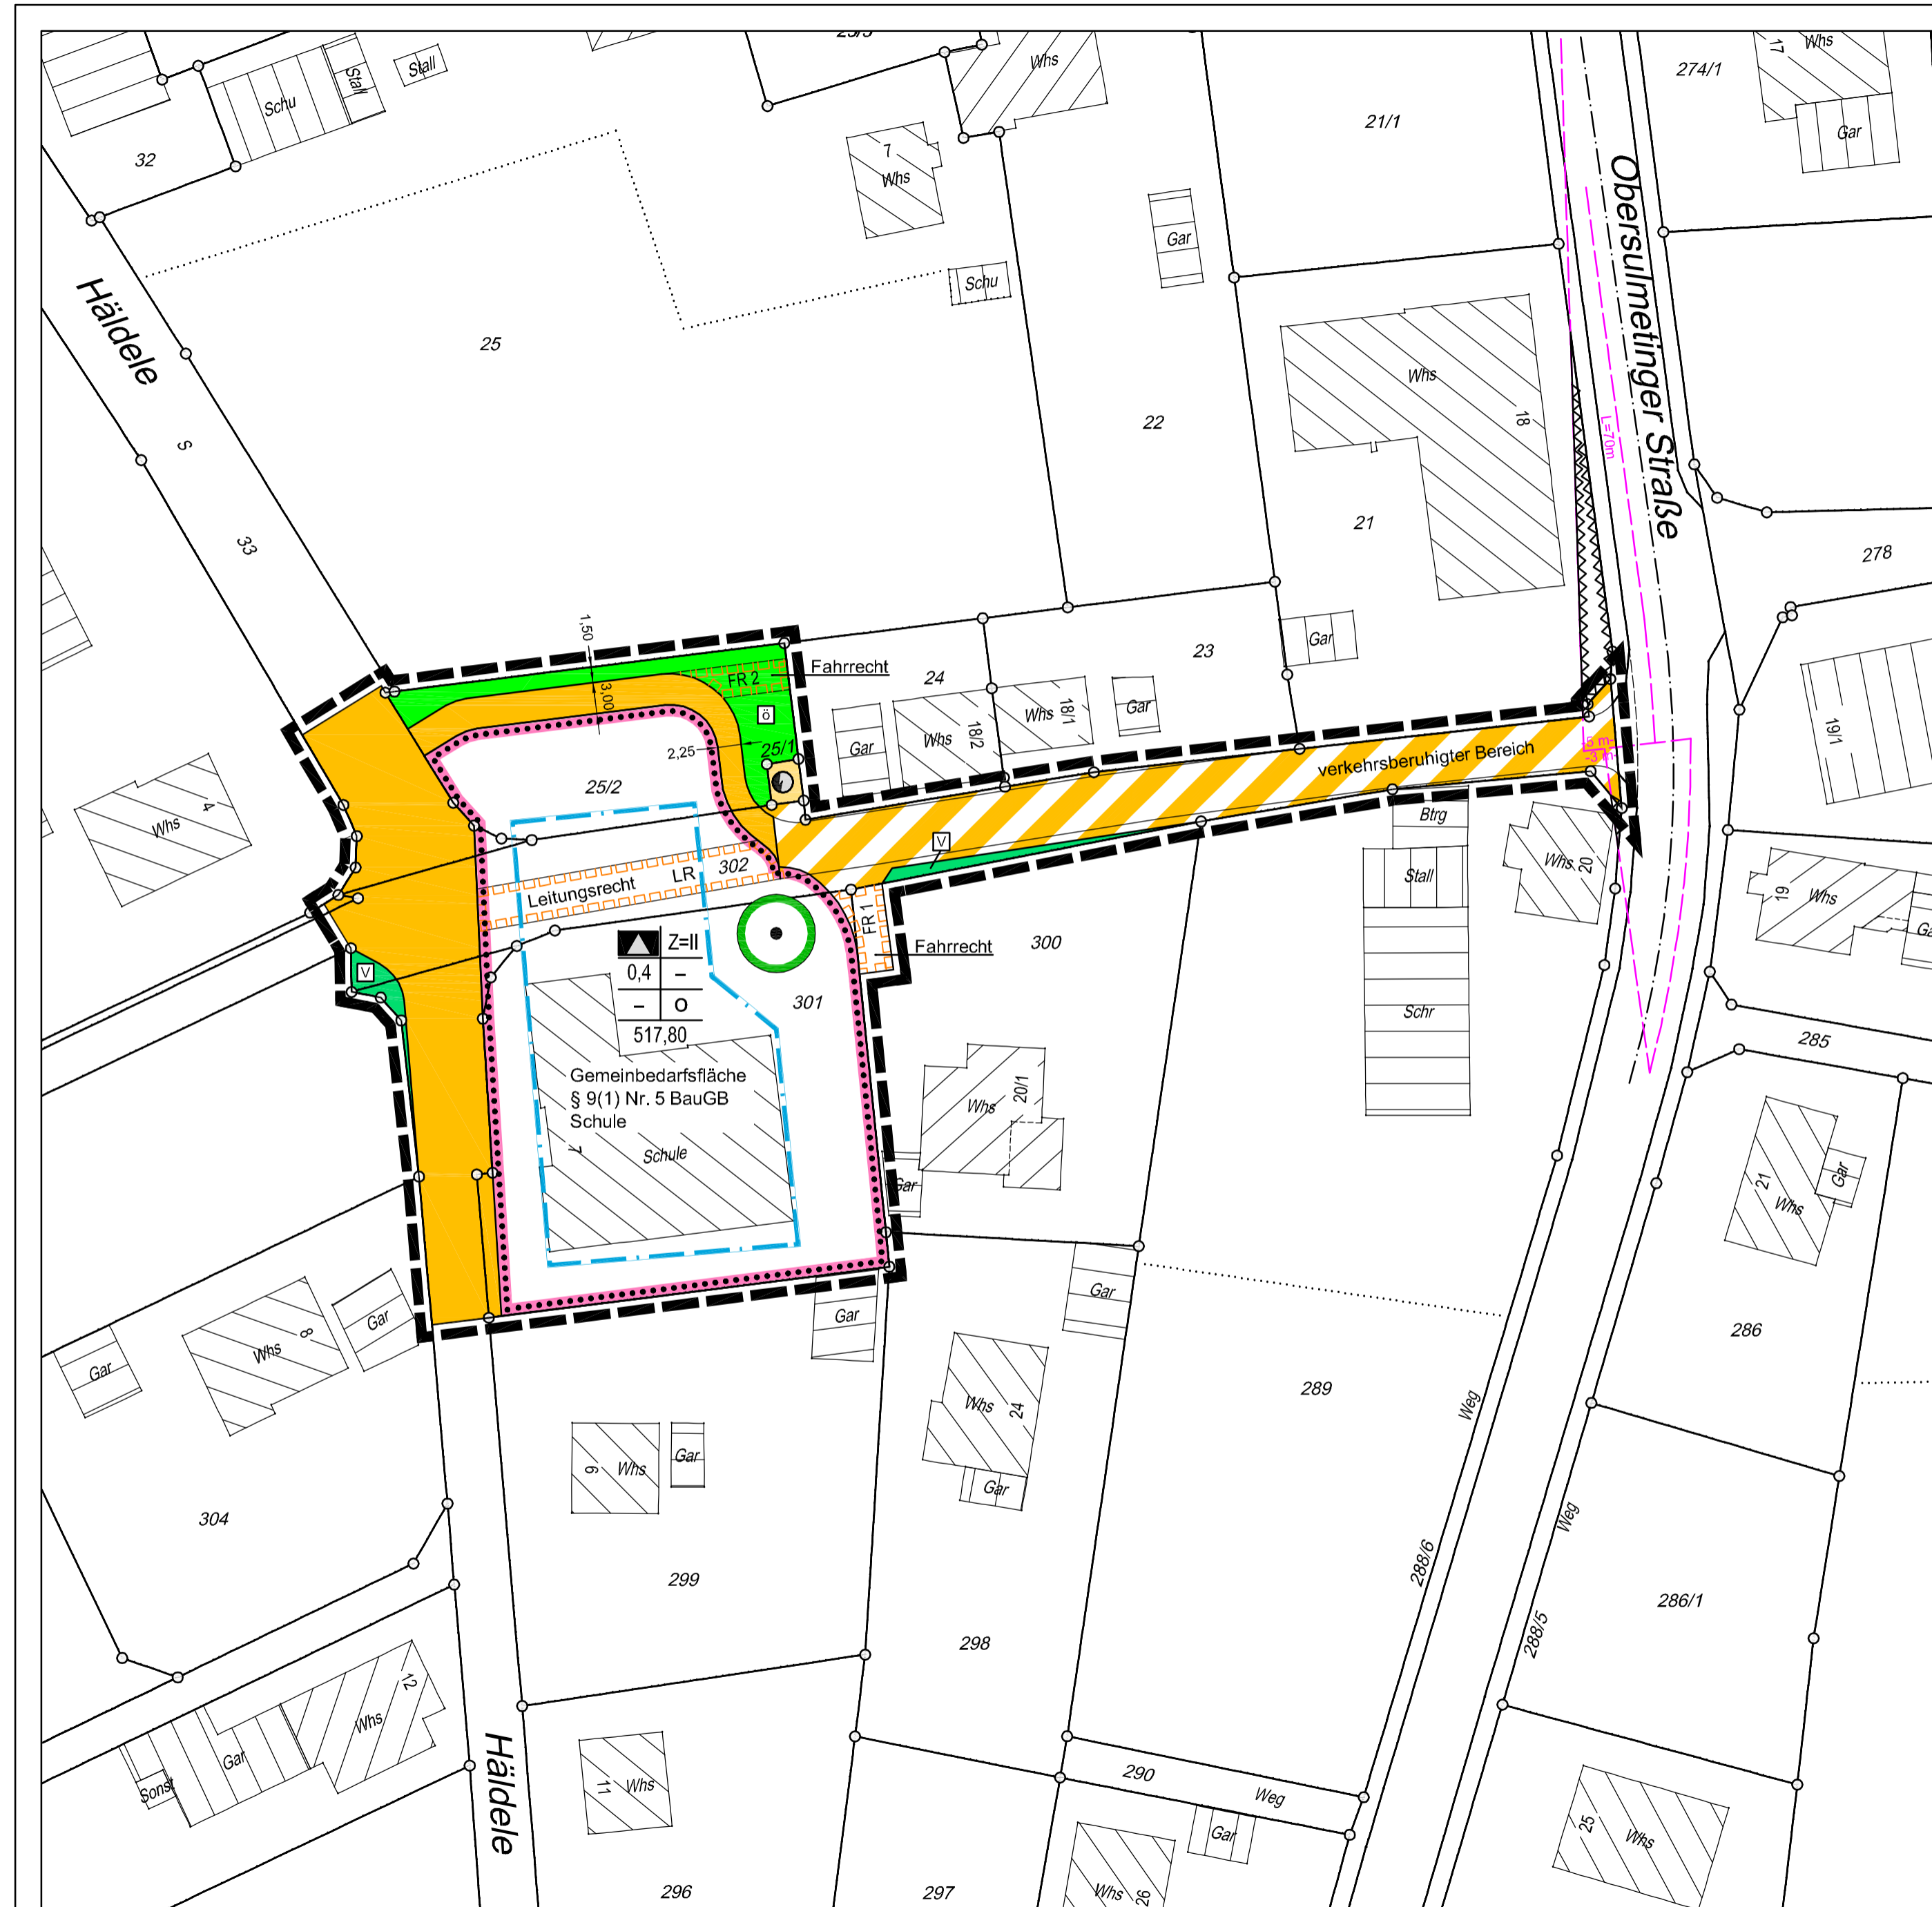 25/5
Whs
17
Whs
274/1
Gar
Stall
Stall
Schu
32
21/1
7
Whs
Gar
Schu
Obersulmetinger Straße
Häldele
S
33
25
22
Whs
18
L=70m
21
278
1,50
3,00
2,25
FR 2
Fahrrecht
ö
25/1
24
23
Gar
18/1
Whs
Gar
18/2
Whs
Gar
25/2
verkehrsberuhigter Bereich
5 m
3 m
19/1
Whs
4
V
Btrg
Stall
Whs
20
19
Whs
Ga
302
LR
Leitungsrecht
FR 1
Fahrrecht
300
V
Z=II
0,4
–
–
o
517,80
301
Schr
285
Gemeinbedarfsfläche
§ 9(1) Nr. 5 BauGB
Schule
7
Schule
Whs
20/1
Gar
21
Whs
Gar
Gar
Whs
8
Gar
Gar
Gar
286
289
Whs
24
Gar
Weg
9
Whs
Gar
304
299
Weg
288/6
286/1
288/5
298
12
Whs
Gar
Sonst
Häldele
11
Whs
290
Weg
Gar
25
Whs
296
297
Whs
26